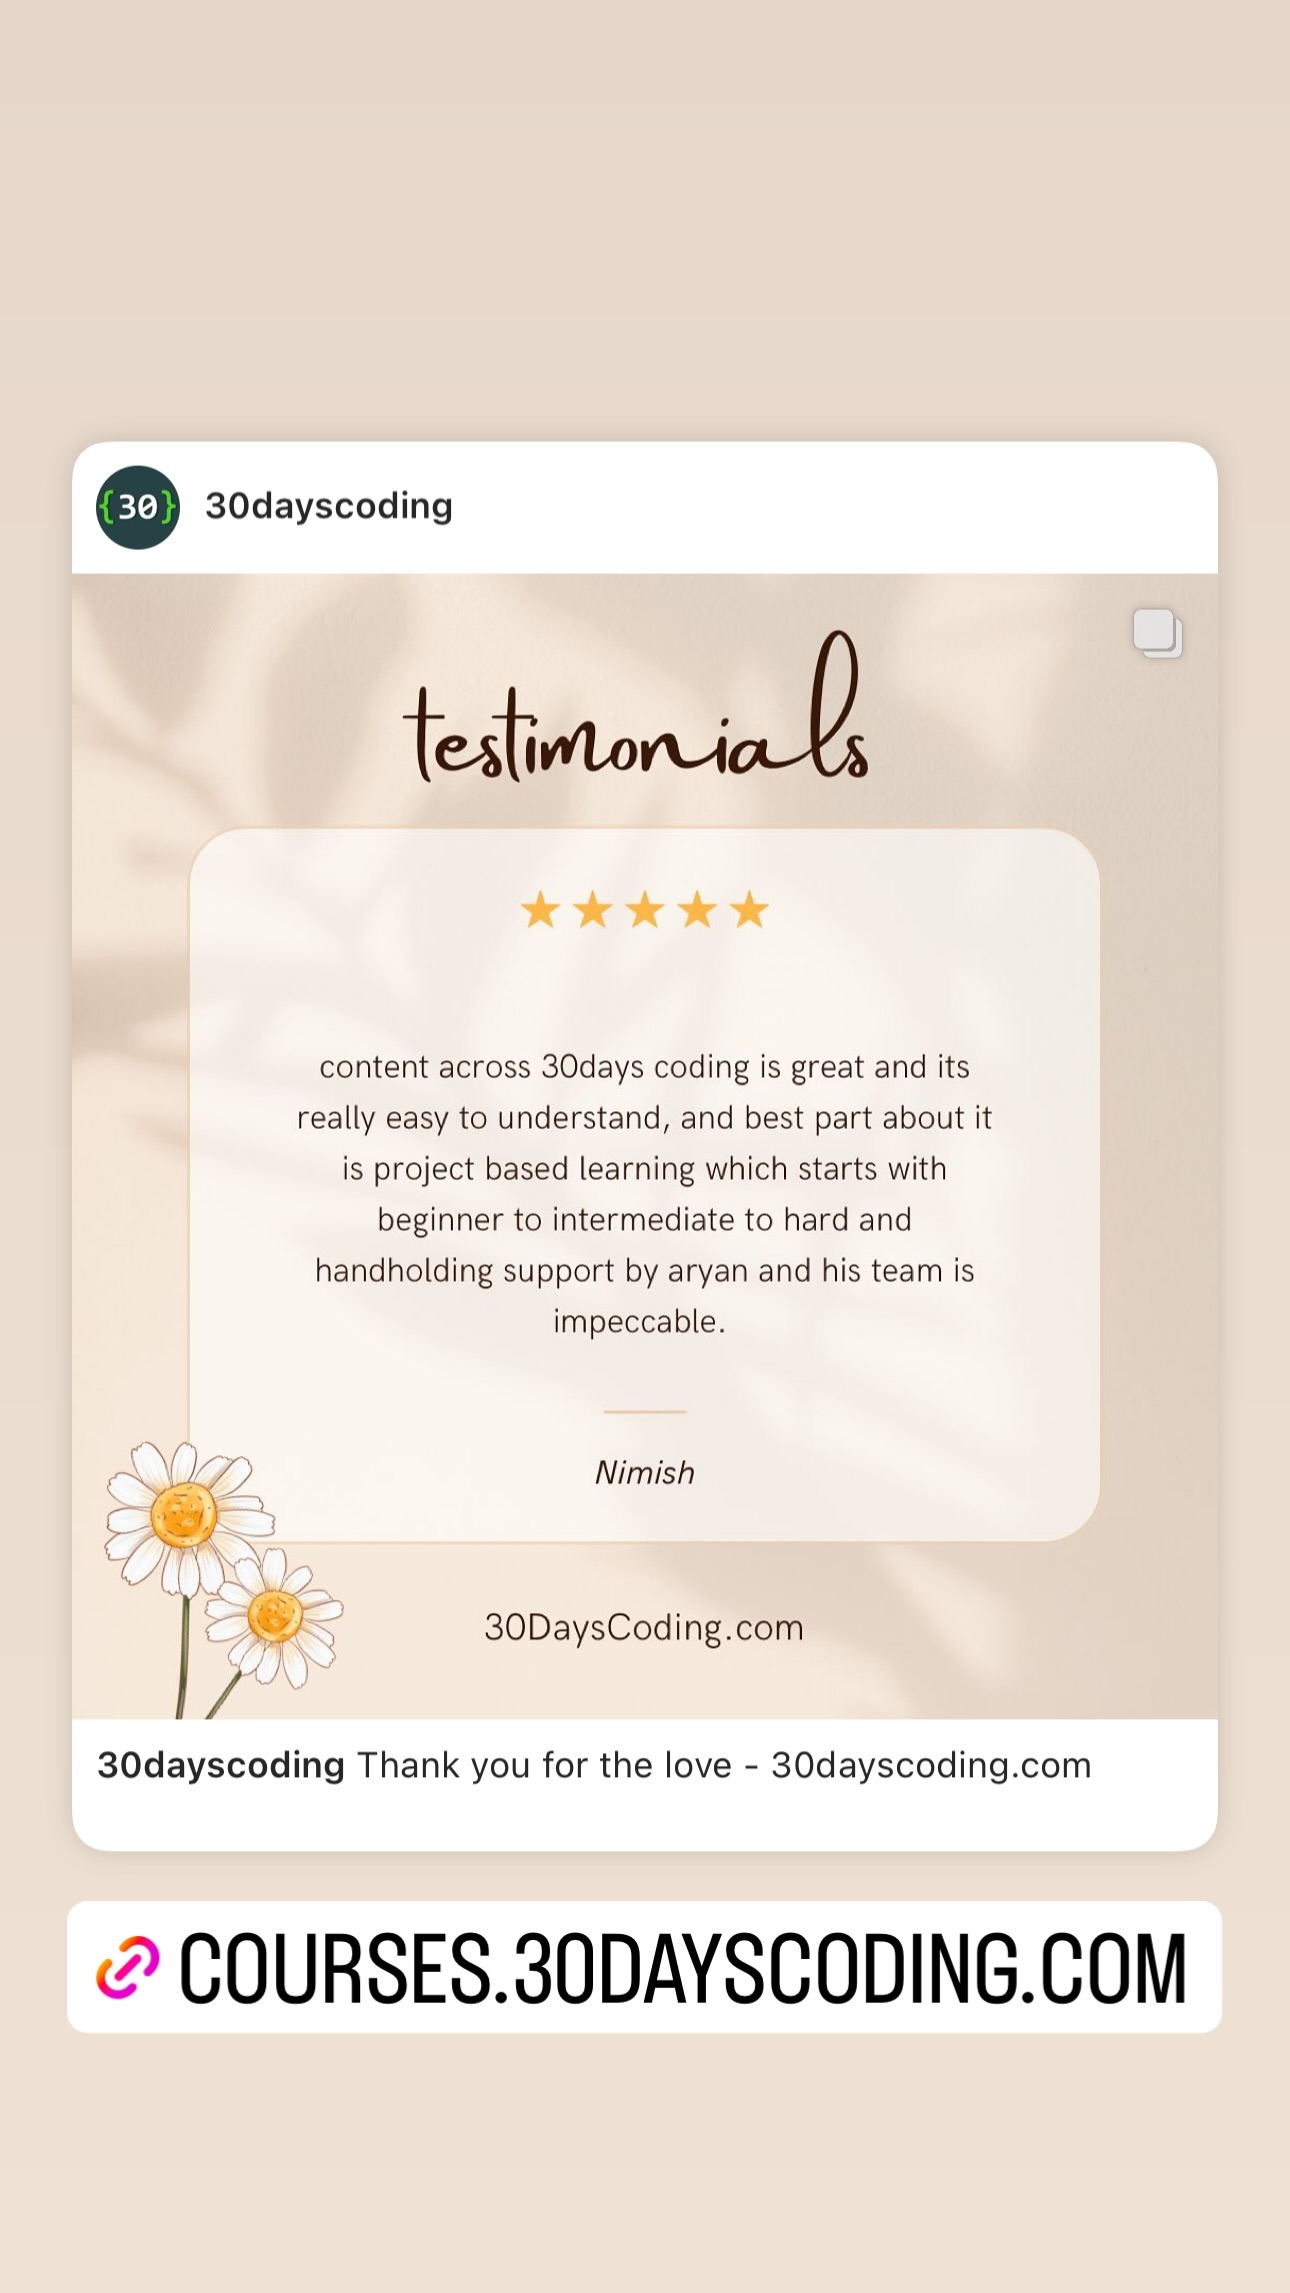 {30} 30dayscoding
testimonials
★★★★★
content across 30days coding is great and its
really easy to understand, and best part about it
is project based learning which starts with
beginner to intermediate to hard and
handholding support by aryan and his team is
impeccable.
Nimish
30DaysCoding.com
30dayscoding Thank you for the love - 30dayscoding.com
COURSES.30DAYSCODING.COM